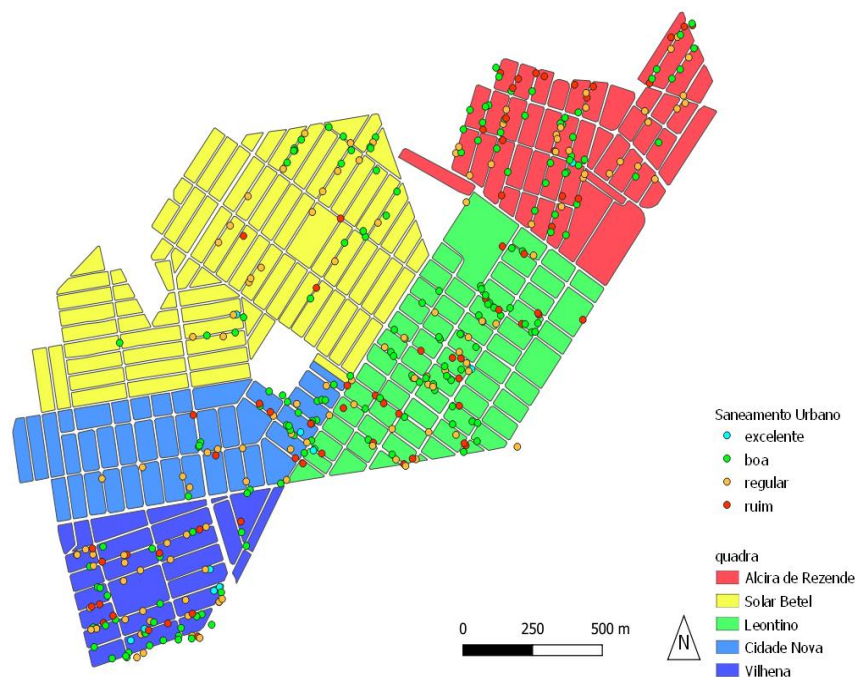 Saneamento Urbano
excelente
boa
regular
ruim
quadra
Alcira de Rezende
Solar Betel
Leontino
Cidade Nova
Vilhena
0 250 500 m
N